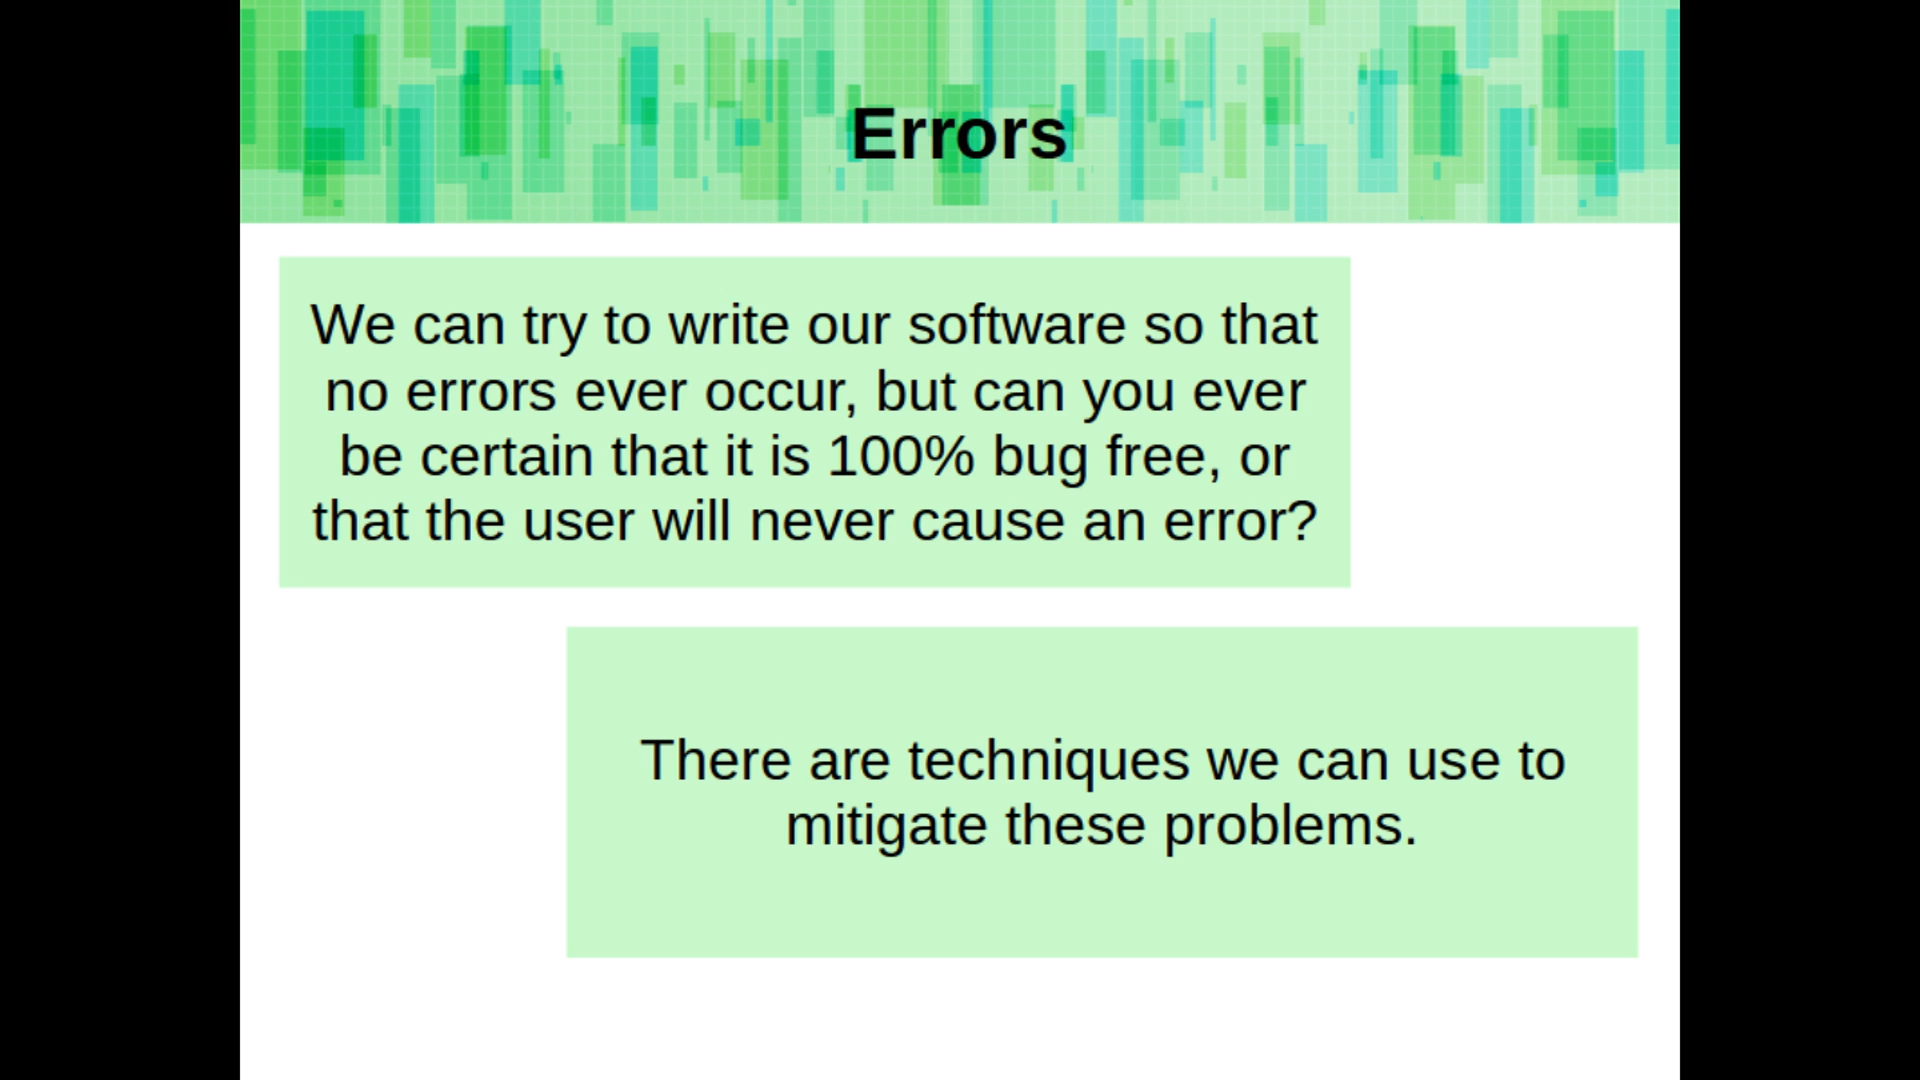 Errors
We can try to write our software so that
no errors ever occur, but can you ever
be certain that it is 100% bug free, or
that the user will never cause an error?
There are techniques we can use to
mitigate these problems.